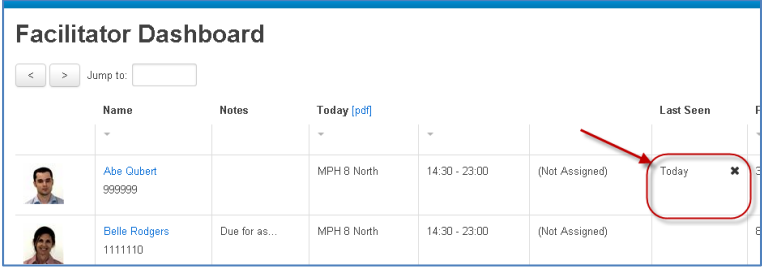 Facilitator Dashboard
< > Jump to:
Name Notes Today [pdf] Last Seen
Abe Qubert MPH 8 North 14:30 - 23:00 (Not Assigned) Today ✖ 3
999999
Belle Rodgers Due for as... MPH 8 North 14:30 - 23:00 (Not Assigned) 8
1111110